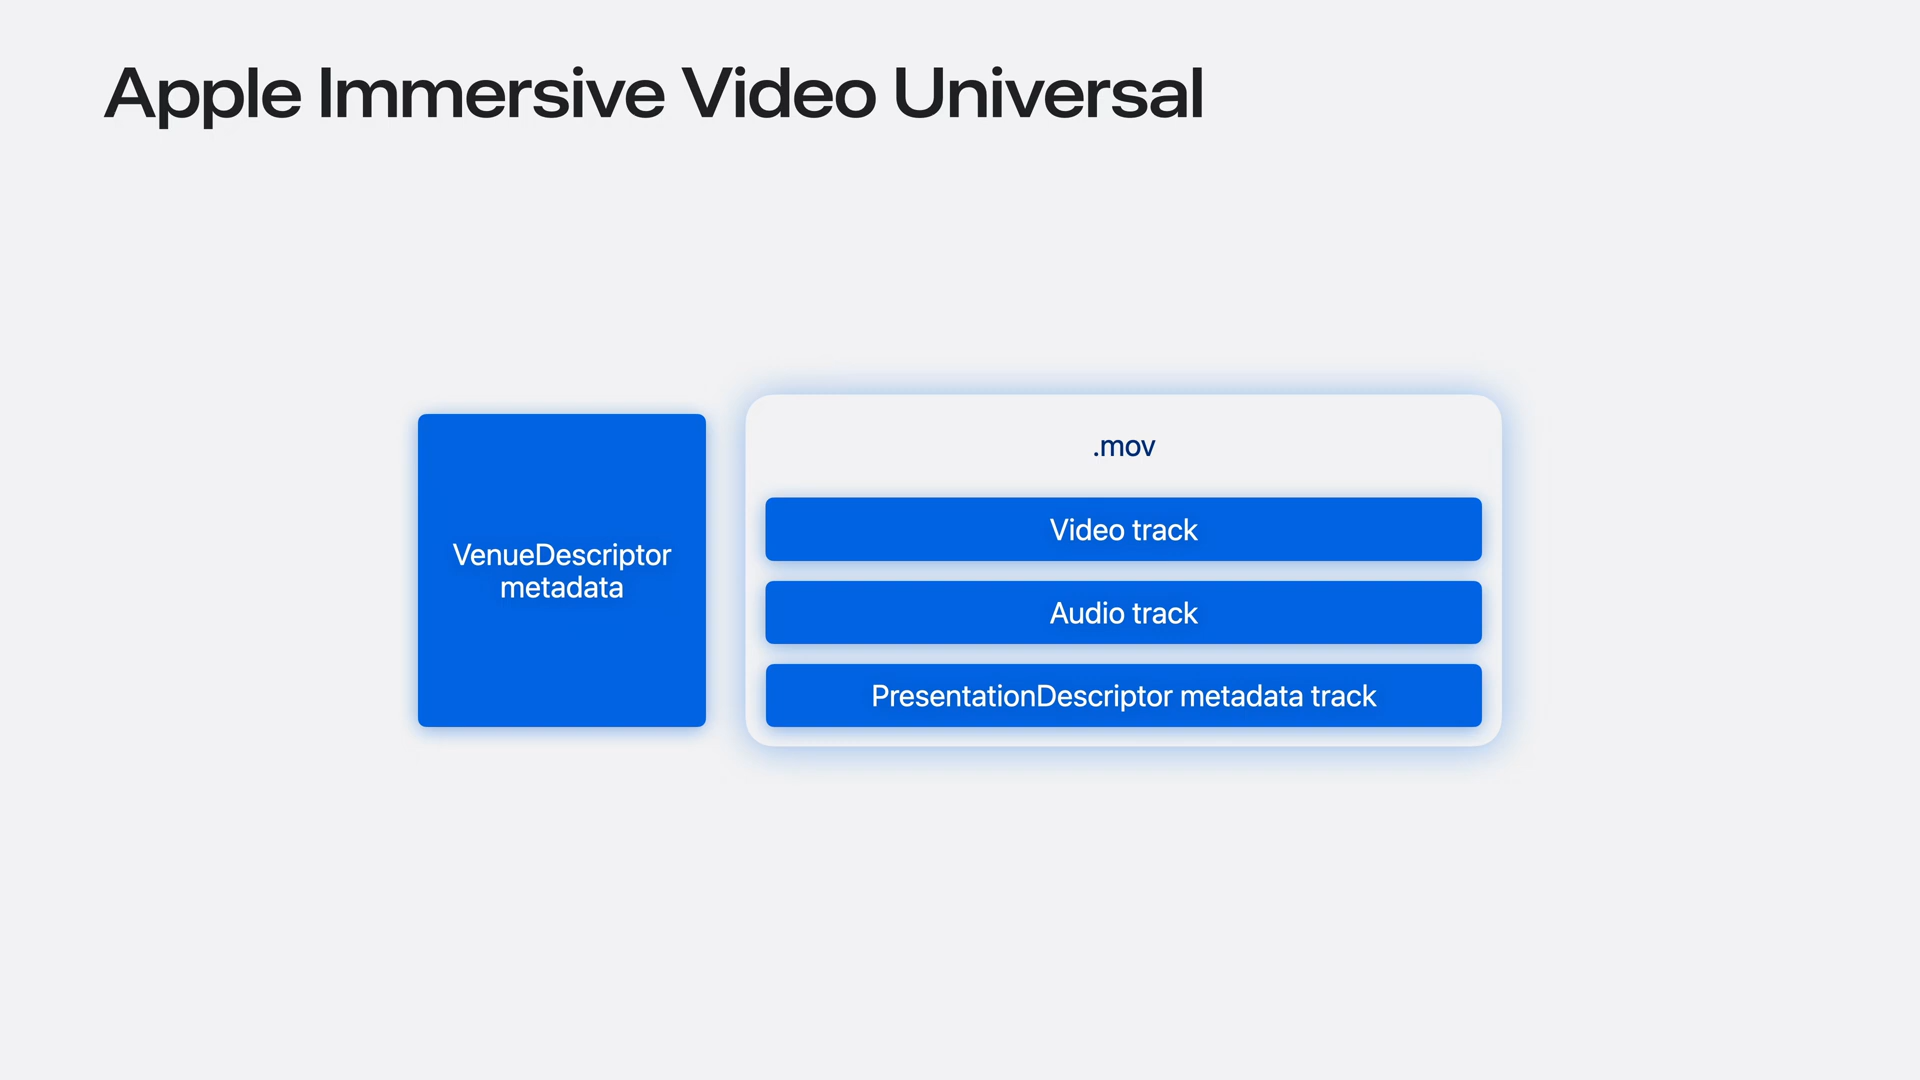 Apple Immersive Video Universal
VenueDescriptor
metadata
.mov
Video track
Audio track
PresentationDescriptor metadata track